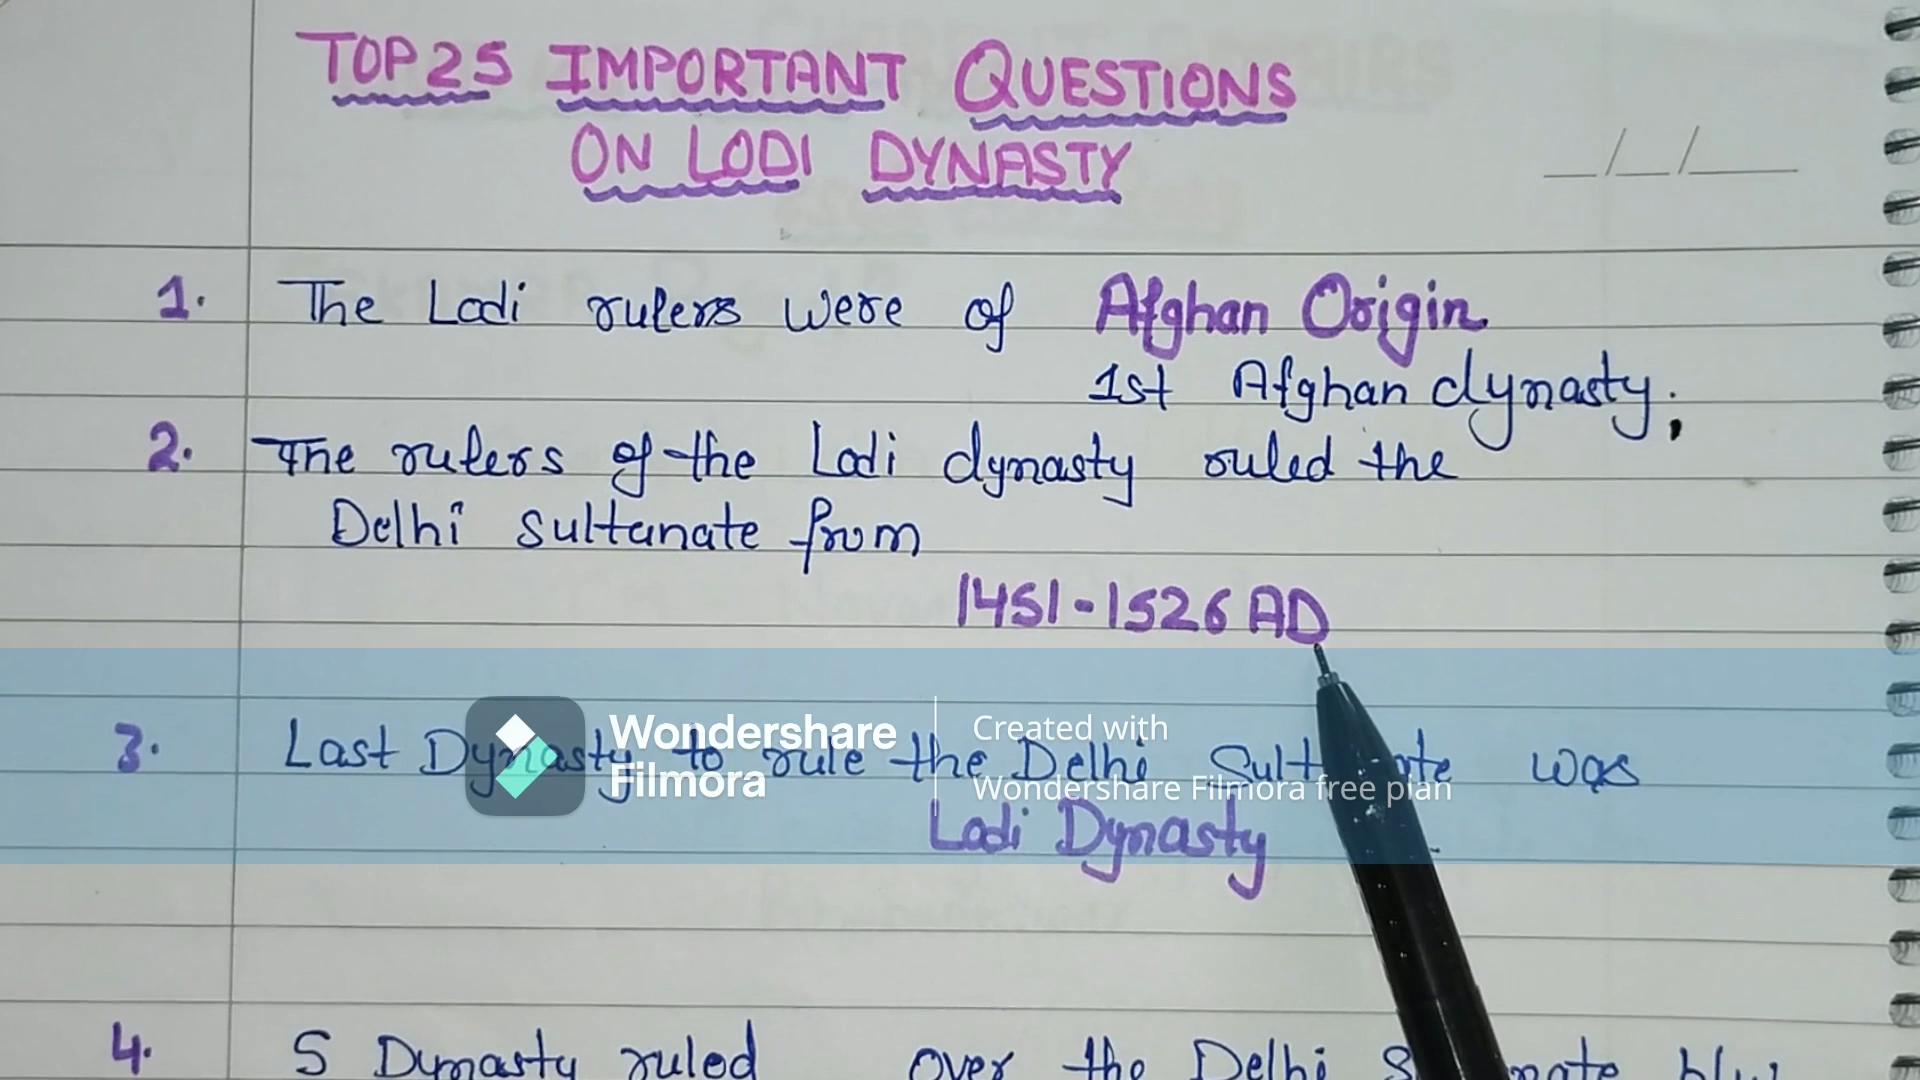 TOP 25 IMPORTANT QUESTIONS
ON LODI DYNASTY
1. The Lodi rulers were of Afghan Origin.
1st Afghan dynasty.
2. The rulers of the Lodi dynasty ruled the
Delhi Sultanate from
1451-1526 AD
3. Last Dynasty to rule the Delhi was
Lodi Dynasty
Wondershare
Filmora
Created with
Wondershare Filmora free plan
4. 5 Dynasty ruled over the Delhi